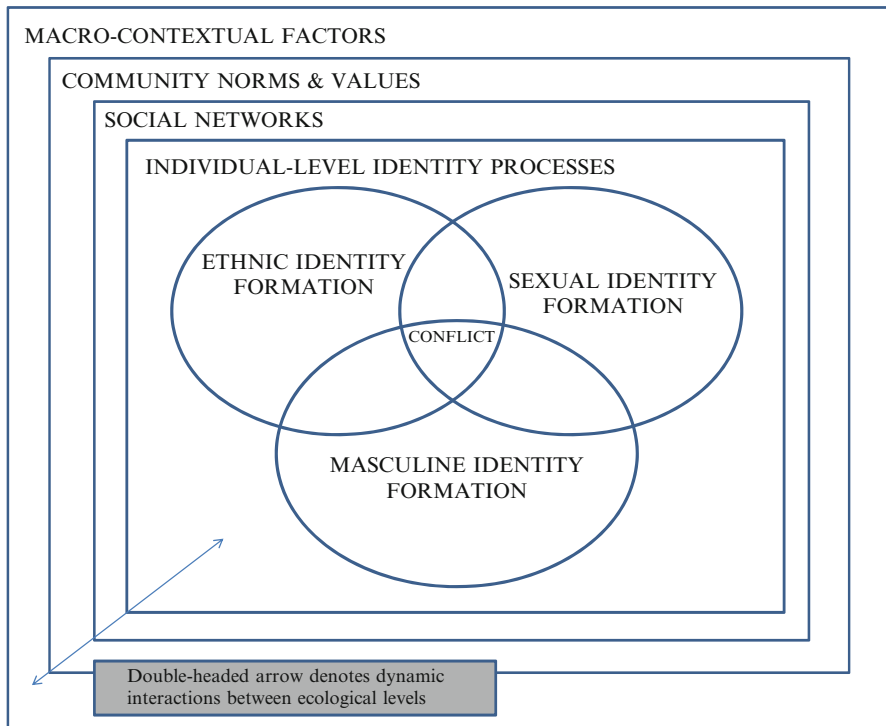 MACRO-CONTEXTUAL FACTORS
COMMUNITY NORMS & VALUES
SOCIAL NETWORKS
INDIVIDUAL-LEVEL IDENTITY PROCESSES
ETHNIC IDENTITY
FORMATION
SEXUAL IDENTITY
FORMATION
CONFLICT
MASCULINE IDENTITY
FORMATION
Double-headed arrow denotes dynamic
interactions between ecological levels